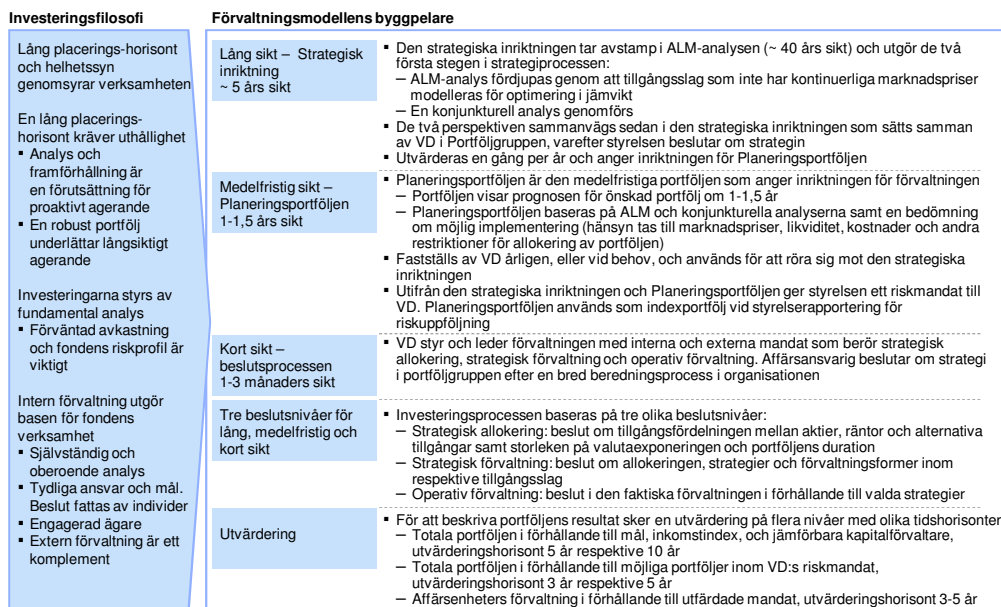 Investeringsfilosofi
Lång placerings-horisont
och helhetssyn
genomsyrar verksamheten
En lång placerings-
horisont kräver uthållighet
▪ Analys och
framförhållning är
en förutsättning för
proaktivt agerande
▪ En robust portfölj
underlättar långsiktigt
agerande
Investeringarna styrs av
fundamental analys
▪ Förväntad avkastning
och fondens riskprofil är
viktigt
Intern förvaltning utgör
basen för fondens
verksamhet
▪ Självständig och
oberoende analys
▪ Tydliga ansvar och mål.
Beslut fattas av individer
▪ Engagerad ägare
▪ Extern förvaltning är ett
komplement
Förvaltningsmodellens byggpelare
Lång sikt – Strategisk
inriktning
~ 5 års sikt
▪ Den strategiska inriktningen tar avstamp i ALM-analysen (~ 40 års sikt) och utgör de två
första stegen i strategiprocessen:
– ALM-analys fördjupas genom att tillgångsslag som inte har kontinuerliga marknadspriser
modelleras för optimering i jämvikt
– En konjunkturell analys genomförs
▪ De två perspektiven sammanvägs sedan i den strategiska inriktningen som sätts samman
av VD i Portföljgruppen, varefter styrelsen beslutar om strategin
▪ Utvärderas en gång per år och anger inriktningen för Planeringsportföljen
Medelfristig sikt –
Planeringsportföljen
1-1,5 års sikt
▪ Planeringsportföljen är den medelfristiga portföljen som anger inriktningen för förvaltningen
– Portföljen visar prognosen för önskad portfölj om 1-1,5 år
– Planeringsportföljen baseras på ALM och konjunkturella analyserna samt en bedömning
om möjlig implementering (hänsyn tas till marknadspriser, likviditet, kostnader och andra
restriktioner för allokering av portföljen)
▪ Fastställs av VD årligen, eller vid behov, och används för att röra sig mot den strategiska
inriktningen
▪ Utifrån den strategiska inriktningen och Planeringsportföljen ger styrelsen ett riskmandat till
VD. Planeringsportföljen används som indexportfölj vid styrelserapportering för
riskuppföljning
Kort sikt –
beslutsprocessen
1-3 månaders sikt
▪ VD styr och leder förvaltningen med interna och externa mandat som berör strategisk
allokering, strategisk förvaltning och operativ förvaltning. Affärsansvarig beslutar om strategi
i portföljgruppen efter en bred beredningsprocess i organisationen
Tre beslutsnivåer för
lång, medelfristig och
kort sikt
▪ Investeringsprocessen baseras på tre olika beslutsnivåer:
– Strategisk allokering: beslut om tillgångsfördelningen mellan aktier, räntor och alternativa
tillgångar samt storleken på valutaexponeringen och portföljens duration
– Strategisk förvaltning: beslut om allokeringen, strategier och förvaltningsformer inom
respektive tillgångsslag
– Operativ förvaltning: beslut i den faktiska förvaltningen i förhållande till valda strategier
Utvärdering
▪ För att beskriva portföljens resultat sker en utvärdering på flera nivåer med olika tidshorisonter
– Totala portföljen i förhållande till mål, inkomstindex, och jämförbara kapitalförvaltare,
utvärderingshorisont 5 år respektive 10 år
– Totala portföljen i förhållande till möjliga portföljer inom VD:s riskmandat,
utvärderingshorisont 3 år respektive 5 år
– Affärsenheters förvaltning i förhållande till utfärdade mandat, utvärderingshorisont 3-5 år